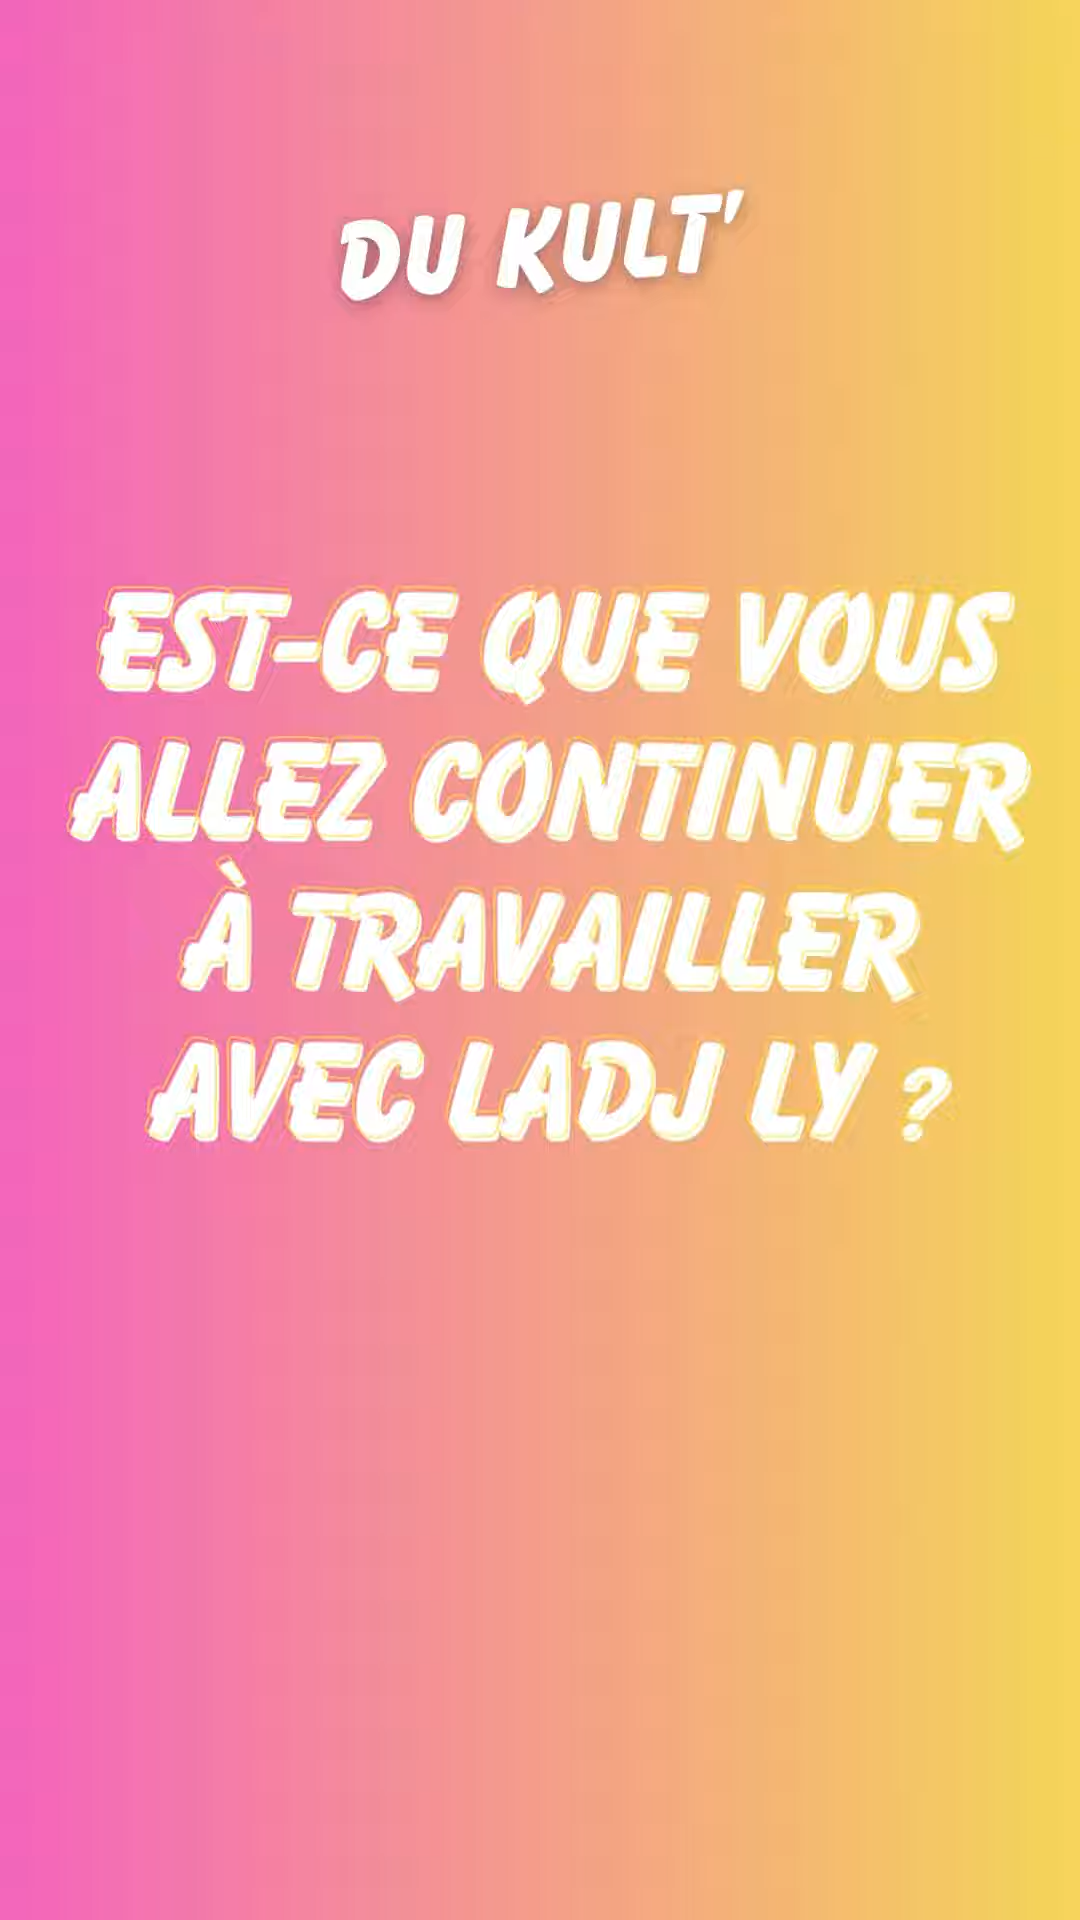 DU KULT'
EST-CE QUE VOUS
ALLEZ CONTINUER
À TRAVAILLER
AVEC LADJ LY ?